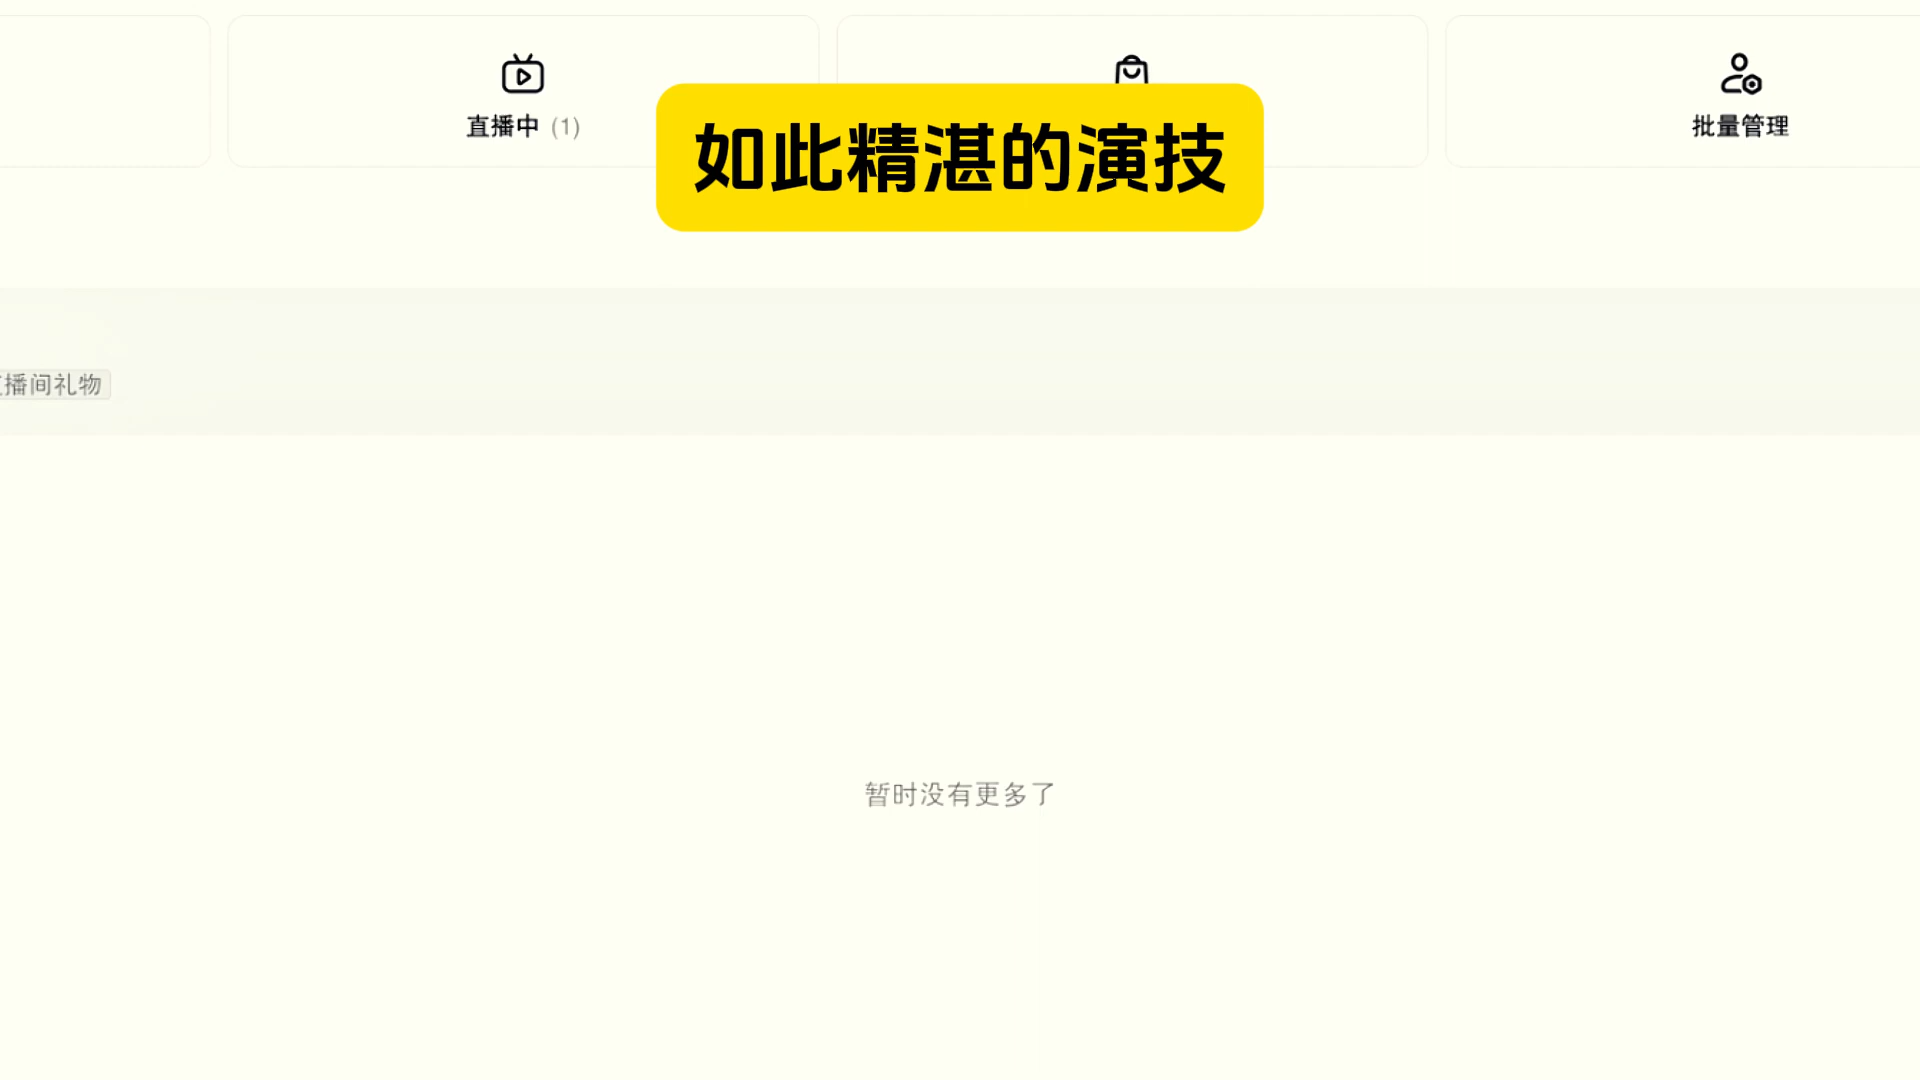 直播中 (1)
批量管理
如此精湛的演技
播间礼物
暂时没有更多了